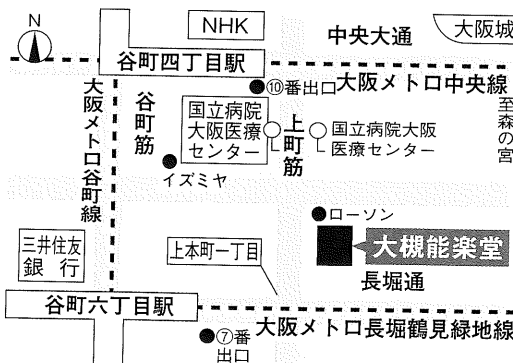 N
NHK
中央大通
大阪城
谷町四丁目駅
⑩番出口
大阪メトロ中央線
至森の宮
大阪メトロ谷町線
谷町筋
国立病院
大阪医療
センター
上町筋
国立病院大阪
医療センター
イズミヤ
ローソン
三井住友
銀行
上本町一丁目
大槻能楽堂
長堀通
谷町六丁目駅
⑦番
出口
大阪メトロ長堀鶴見緑地線